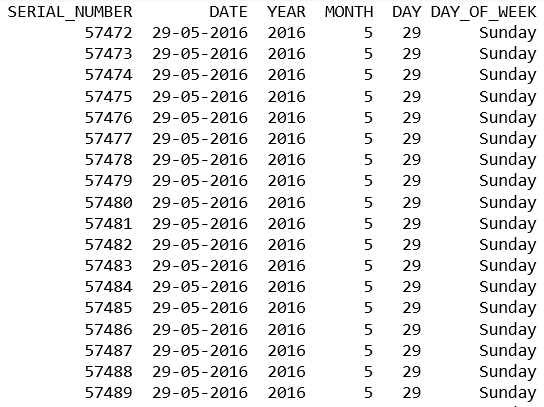 SERIAL_NUMBER DATE YEAR MONTH DAY DAY_OF_WEEK
57472 29-05-2016 2016 5 29 Sunday
57473 29-05-2016 2016 5 29 Sunday
57474 29-05-2016 2016 5 29 Sunday
57475 29-05-2016 2016 5 29 Sunday
57476 29-05-2016 2016 5 29 Sunday
57477 29-05-2016 2016 5 29 Sunday
57478 29-05-2016 2016 5 29 Sunday
57479 29-05-2016 2016 5 29 Sunday
57480 29-05-2016 2016 5 29 Sunday
57481 29-05-2016 2016 5 29 Sunday
57482 29-05-2016 2016 5 29 Sunday
57483 29-05-2016 2016 5 29 Sunday
57484 29-05-2016 2016 5 29 Sunday
57485 29-05-2016 2016 5 29 Sunday
57486 29-05-2016 2016 5 29 Sunday
57487 29-05-2016 2016 5 29 Sunday
57488 29-05-2016 2016 5 29 Sunday
57489 29-05-2016 2016 5 29 Sunday